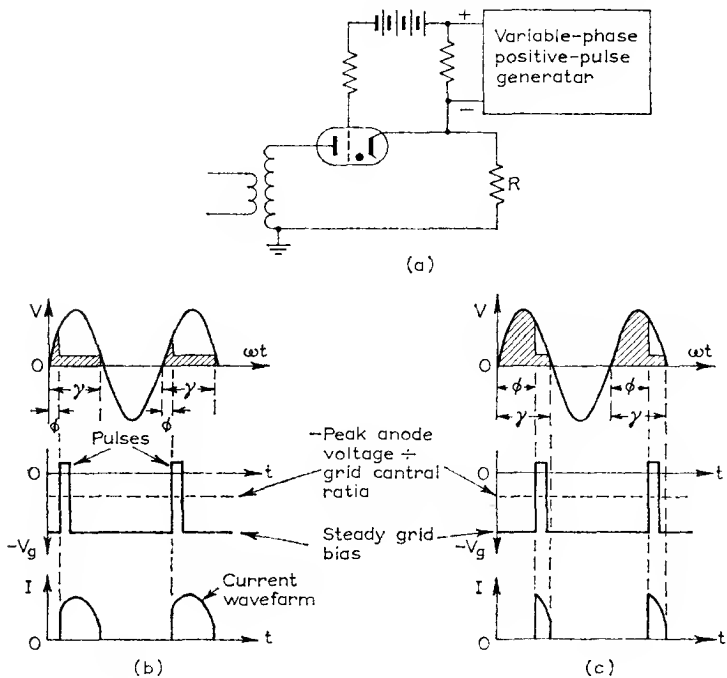 +
Variable-phase
positive-pulse
generatar
−
R
(a)
V
O
ωt
γ
γ
φ
φ
Pulses
O
t
−Peak anode
voltage ÷
grid cantral
ratia
−Vg
Steady grid
bias
I
Current
wavefarm
O
t
(b)
V
O
ωt
φ
φ
γ
γ
O
t
−Vg
I
O
t
(c)